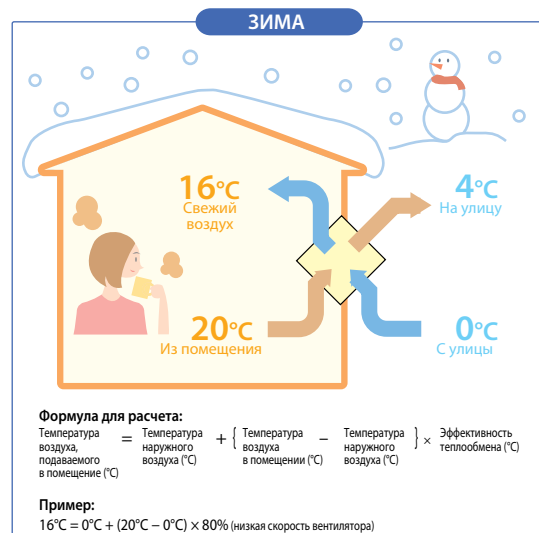 ЗИМА
16°C
Свежий
воздух
4°C
На улицу
20°C
Из помещения
0°C
С улицы
Формула для расчета:
Температура воздуха, подаваемого в помещение (°C) = Температура наружного воздуха (°C) + { Температура воздуха в помещении (°C) – Температура наружного воздуха (°C) } × Эффективность теплообмена (°C)
Пример:
16°C = 0°C + (20°C – 0°C) × 80% (низкая скорость вентилятора)